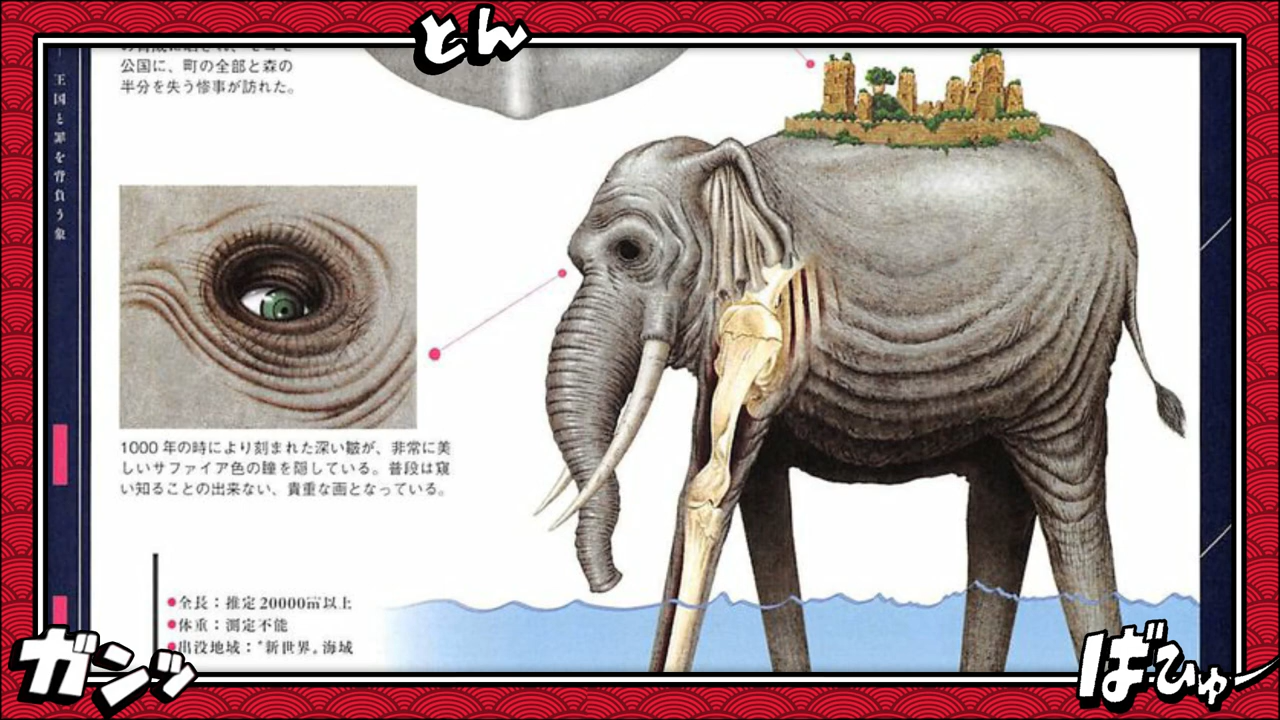 とん
公国に、町の全部と森の
半分を失う惨事が訪れた。
王国と罪を背負う象
1000 年の時により刻まれた深い皺が、非常に美
しいサファイア色の瞳を隠している。普段は窺
い知ることの出来ない、貴重な画となっている。
●全長：推定 20000m以上
●体重：測定不能
●出没地域：〝新世界〟海域
ガンッ
ばひゅ